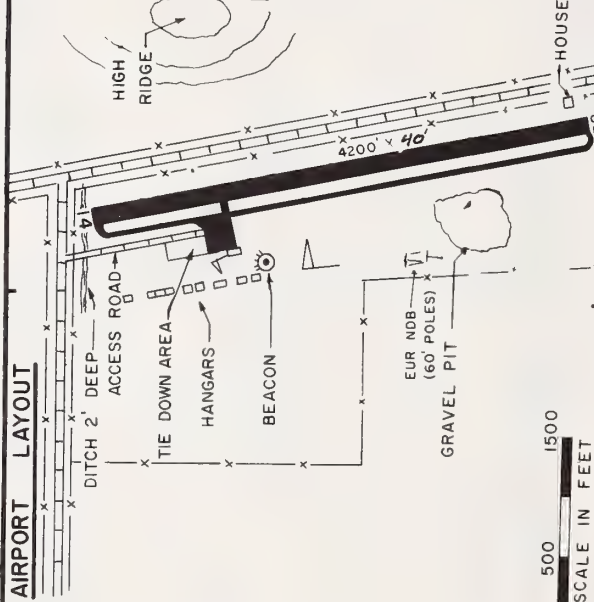 AIRPORT LAYOUT
HIGH
RIDGE
HOUSE
4200' x 40'
14
DITCH 2' DEEP
ACCESS ROAD
TIE DOWN AREA
HANGARS
BEACON
EUR NDB
(60' POLES)
GRAVEL PIT
500 1500
SCALE IN FEET